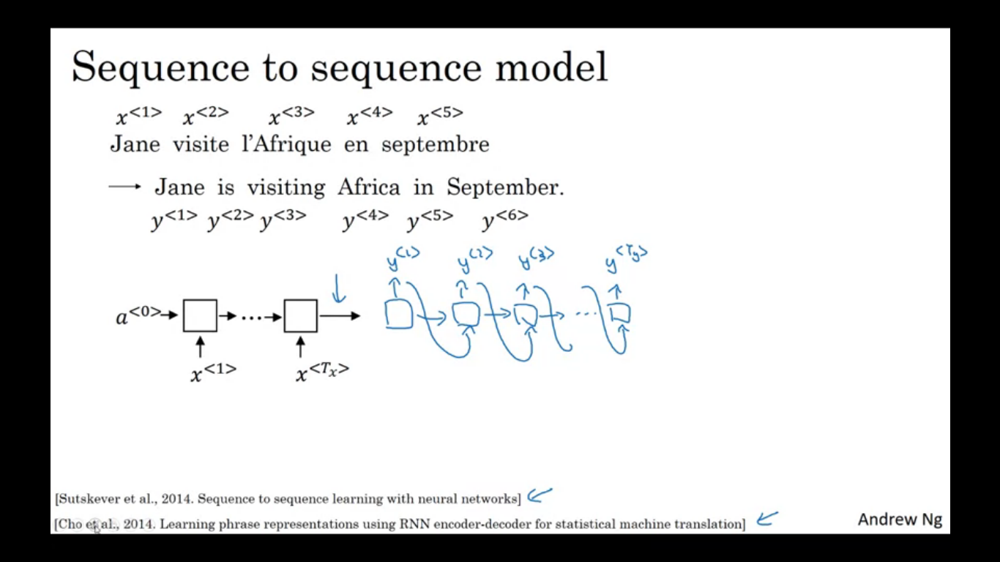 Sequence to sequence model
x<1> x<2> x<3> x<4> x<5>
Jane visite l'Afrique en septembre
→ Jane is visiting Africa in September.
y<1> y<2> y<3> y<4> y<5> y<6>
y<1> y<2> y<3> y<Ty>
a<0> → → ... → → → → → ...
x<1> x<Tx>
[Sutskever et al., 2014. Sequence to sequence learning with neural networks]
[Cho et al., 2014. Learning phrase representations using RNN encoder-decoder for statistical machine translation]
Andrew Ng